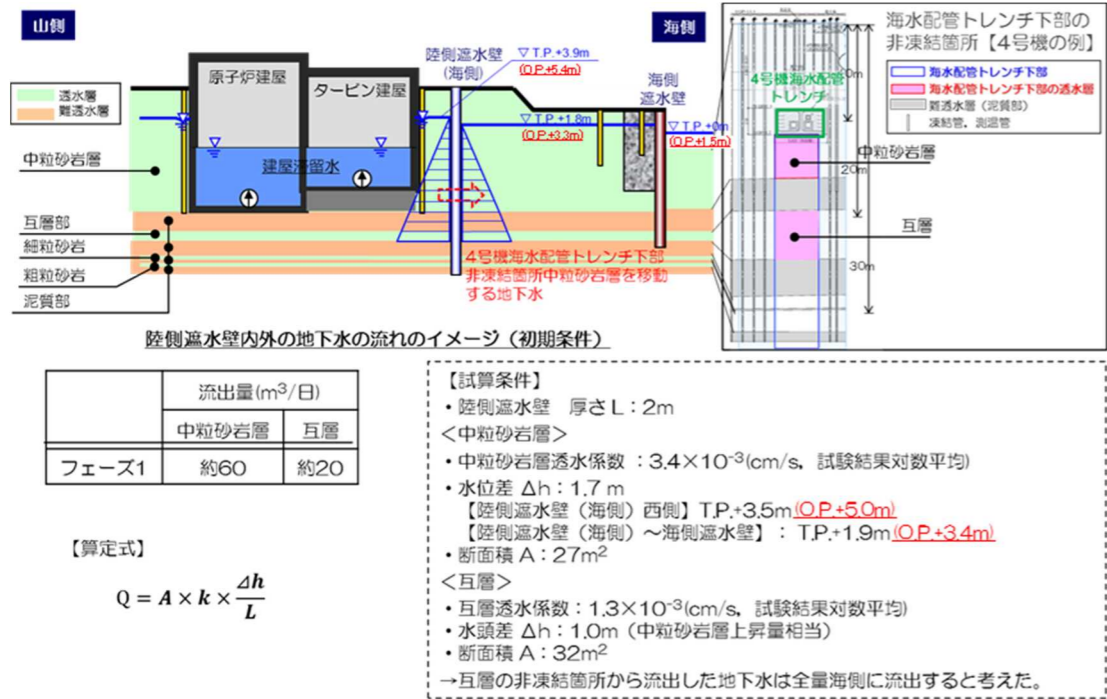 山側
海側
透水層
難透水層
原子炉建屋
タービン建屋
建屋滞留水
陸側遮水壁
(海側)
▽T.P.+3.9m
(O.P.+5.4m)
▽T.P.+1.8m
(O.P.+3.3m)
海側
遮水壁
▽T.P.+0m
(O.P.+1.5m)
中粒砂岩層
互層部
細粒砂岩
粗粒砂岩
泥質部
4号機海水配管トレンチ下部
非凍結箇所中粒砂岩層を移動
する地下水
陸側遮水壁内外の地下水の流れのイメージ（初期条件）
海水配管トレンチ下部の
非凍結箇所【4号機の例】
海水配管トレンチ下部
海水配管トレンチ下部の透水層
難透水層（泥質部）
凍結管，測温管
4号機海水配管
トレンチ
中粒砂岩層
20m
互層
30m
流出量(m³/日)
中粒砂岩層 互層
フェーズ1 約60 約20
【算定式】
Q = A × k × Δh/L
【試算条件】
・陸側遮水壁 厚さL：2m
＜中粒砂岩層＞
・中粒砂岩層透水係数：3.4×10⁻³(cm/s，試験結果対数平均)
・水位差 Δh：1.7 m
【陸側遮水壁（海側）西側】T.P.+3.5m(O.P.+5.0m)
【陸側遮水壁（海側）～海側遮水壁】：T.P.+1.9m(O.P.+3.4m)
・断面積 A：27m²
＜互層＞
・互層透水係数：1.3×10⁻³(cm/s，試験結果対数平均)
・水頭差 Δh：1.0m（中粒砂岩層上昇量相当）
・断面積 A：32m²
→互層の非凍結箇所から流出した地下水は全量海側に流出すると考えた。